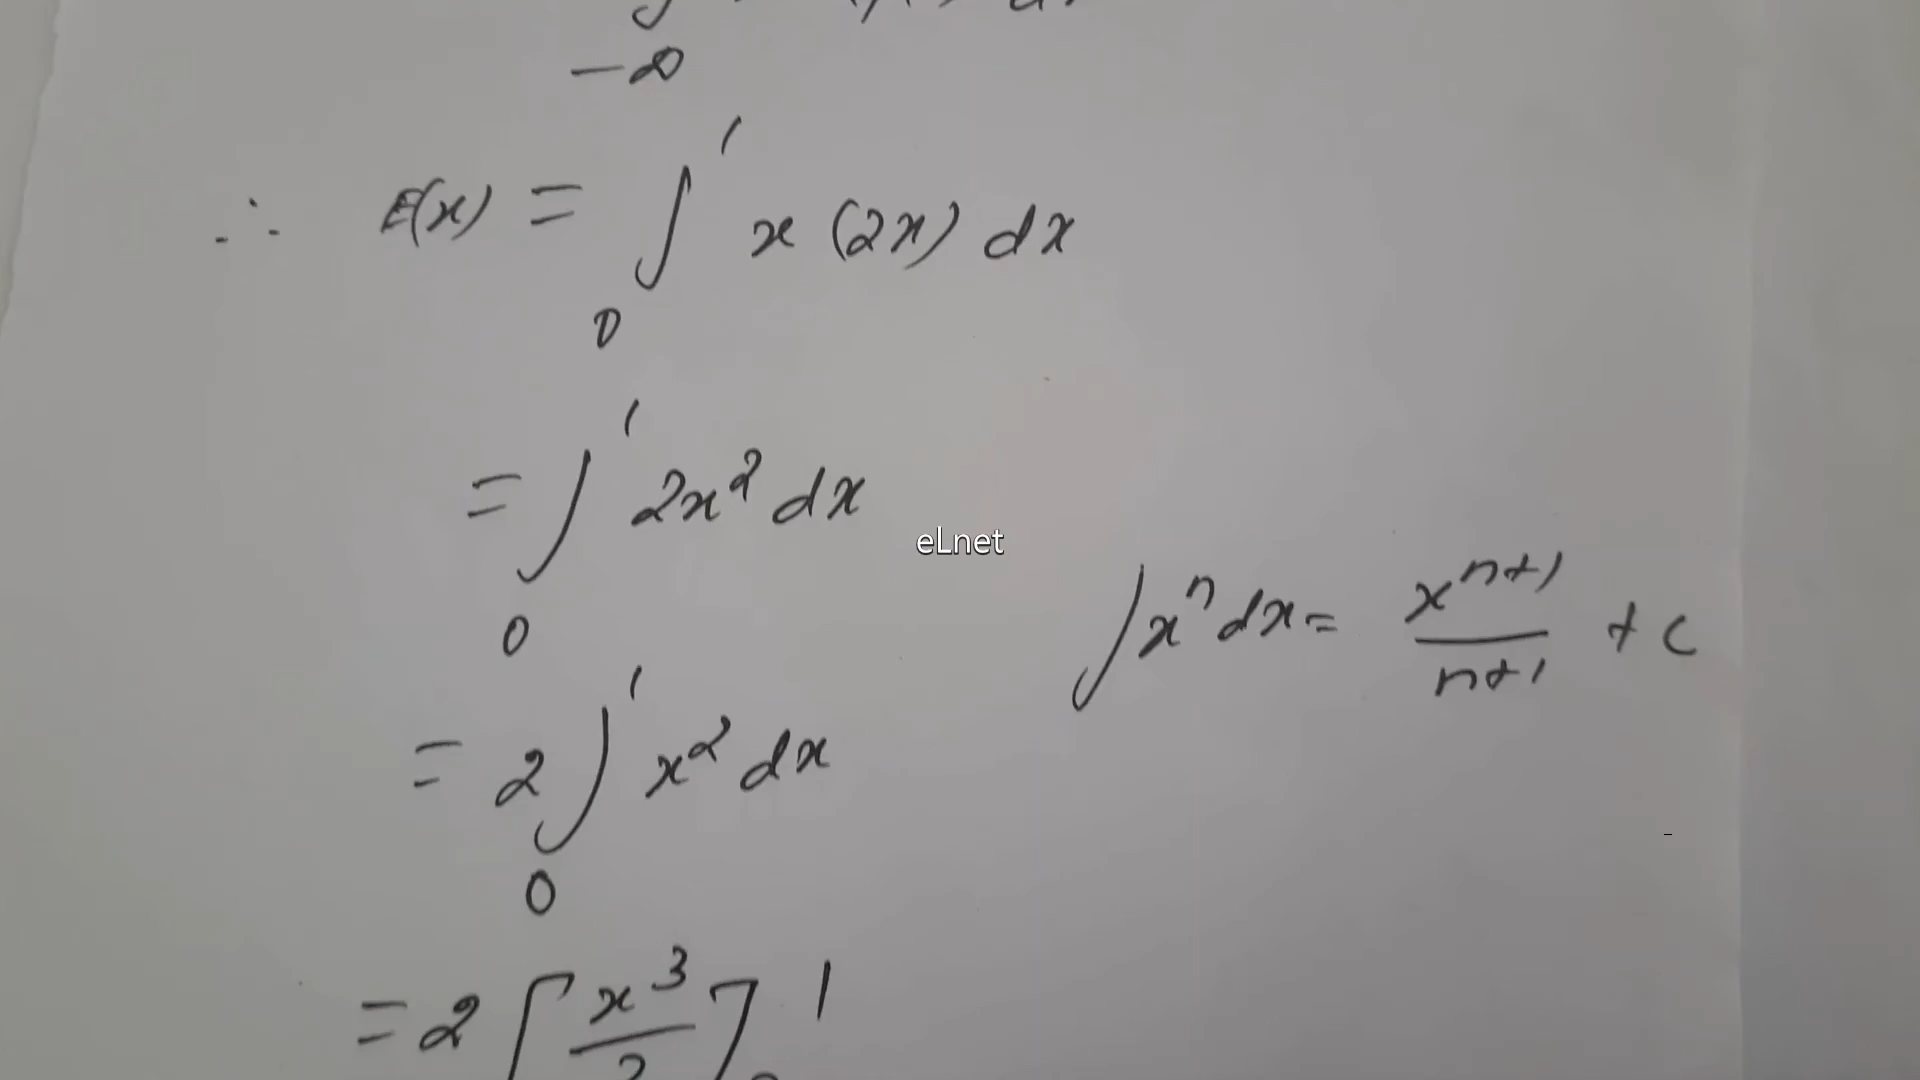 -∞
∴ E(x) = ∫₀¹ x (2x) dx
= ∫₀¹ 2x² dx
eLnet
∫xⁿ dx = xⁿ⁺¹/n+1 + c
= 2 ∫₀¹ x² dx
= 2 [x³/3]₀¹